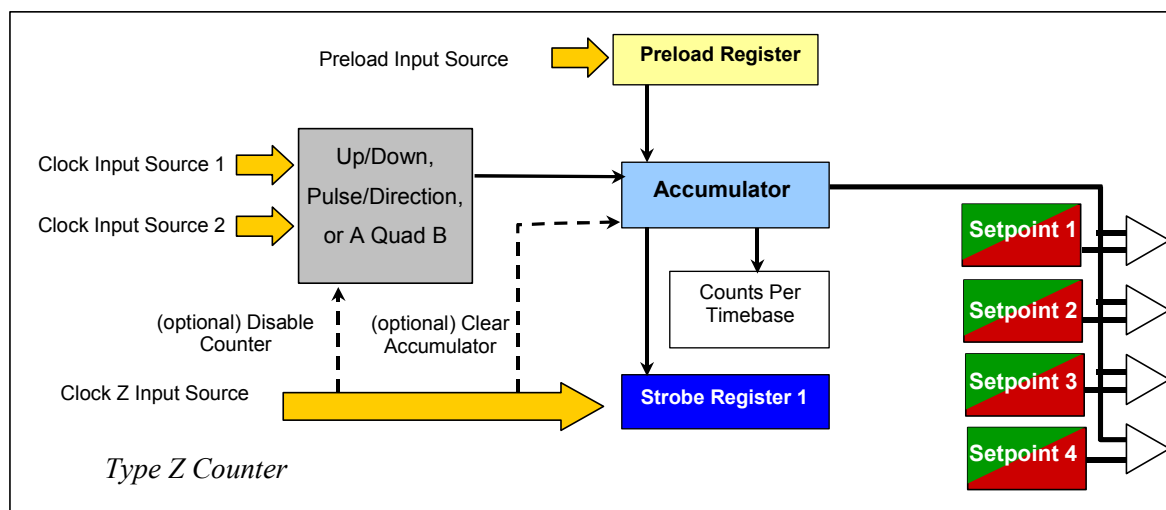 Preload Input Source
Preload Register
Clock Input Source 1
Clock Input Source 2
Up/Down,
Pulse/Direction,
or A Quad B
Accumulator
Setpoint 1
Setpoint 2
Setpoint 3
Setpoint 4
Counts Per
Timebase
(optional) Disable
Counter
(optional) Clear
Accumulator
Clock Z Input Source
Strobe Register 1
Type Z Counter